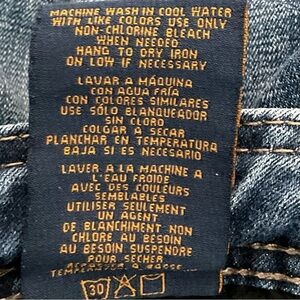 MACHINE WASH IN COOL WATER
WITH LIKE COLORS USE ONLY
NON-CHLORINE BLEACH
WHEN NEEDED
HANG TO DRY IRON
ON LOW IF NECESSARY
LAVAR A MÁQUINA
CON AGUA FRÍA
CON COLORES SIMILARES
USE SÓLO BLANQUEADOR
SIN CLORO
COLGAR A SECAR
PLANCHAR EN TEMPERATURA
BAJA SI ES NECESARIO
LAVER A LA MACHINE A
L'EAU FROIDE
AVEC DES COULEURS
SEMBLABLES
UTILISER SEULEMENT
UN AGENT
DE BLANCHIMENT NON
CHLORE AU BESOIN
AU BESOIN SUSPENDRE
POUR SECHER
30